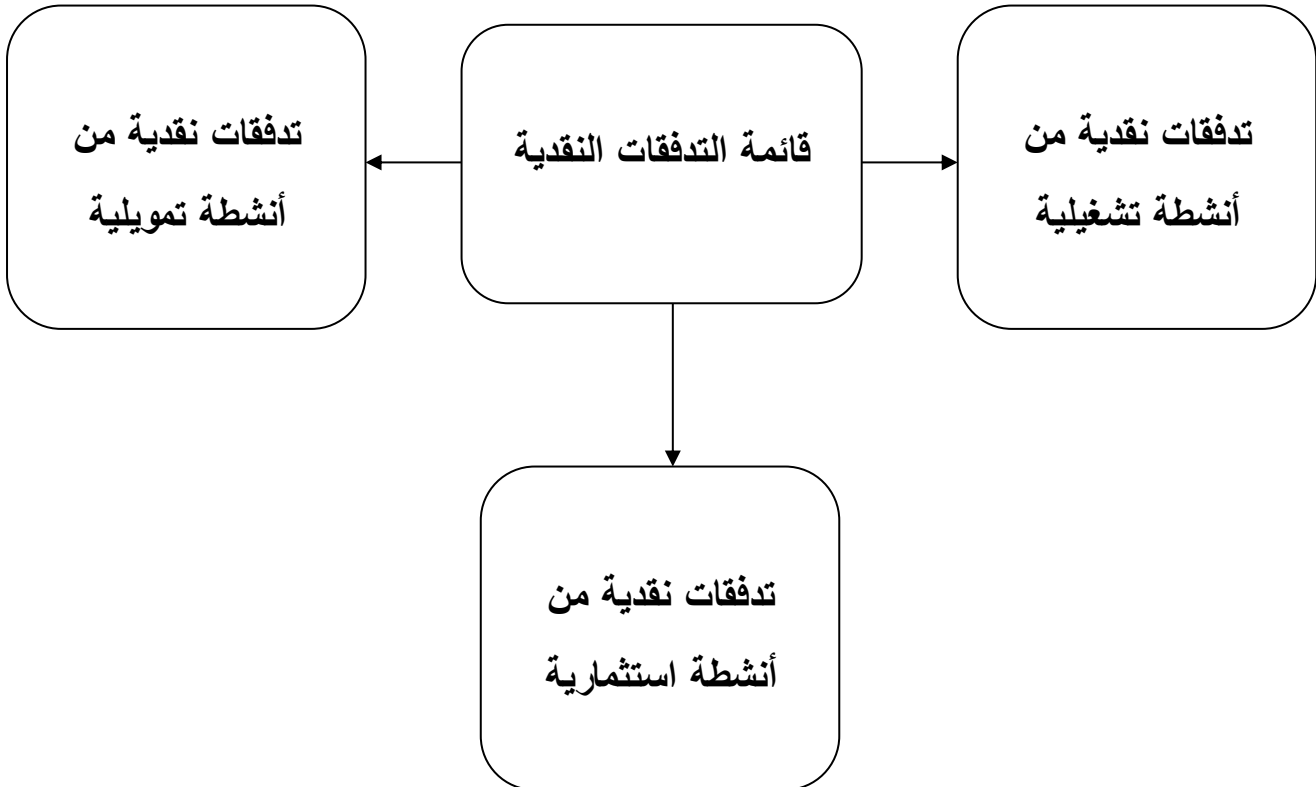 قائمة التدفقات النقدية
تدفقات نقدية من
أنشطة تشغيلية
تدفقات نقدية من
أنشطة تمويلية
تدفقات نقدية من
أنشطة استثمارية